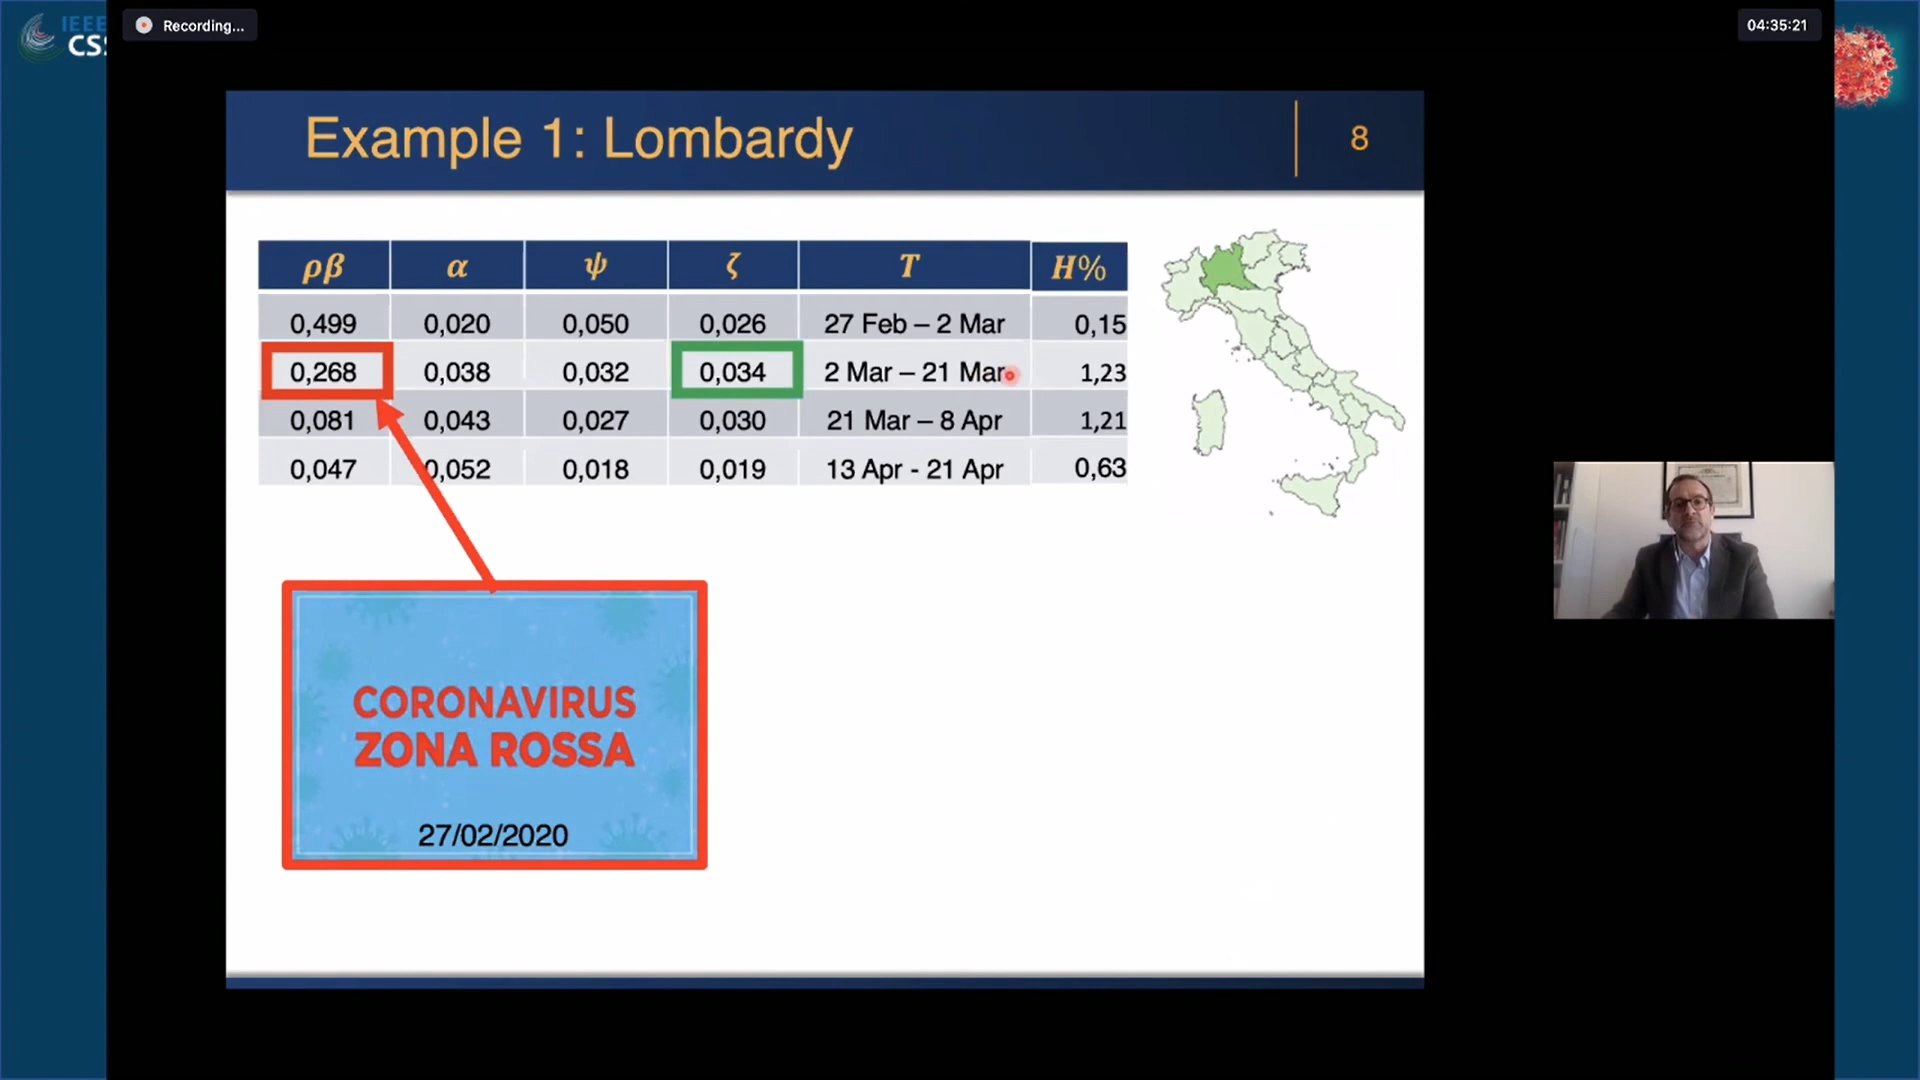 IEEE
CSS
Recording...
04:35:21
Example 1: Lombardy
8
ρβ α ψ ζ T H%
0,499 0,020 0,050 0,026 27 Feb – 2 Mar 0,15
0,268 0,038 0,032 0,034 2 Mar – 21 Mar 1,23
0,081 0,043 0,027 0,030 21 Mar – 8 Apr 1,21
0,047 0,052 0,018 0,019 13 Apr - 21 Apr 0,63
CORONAVIRUS
ZONA ROSSA
27/02/2020